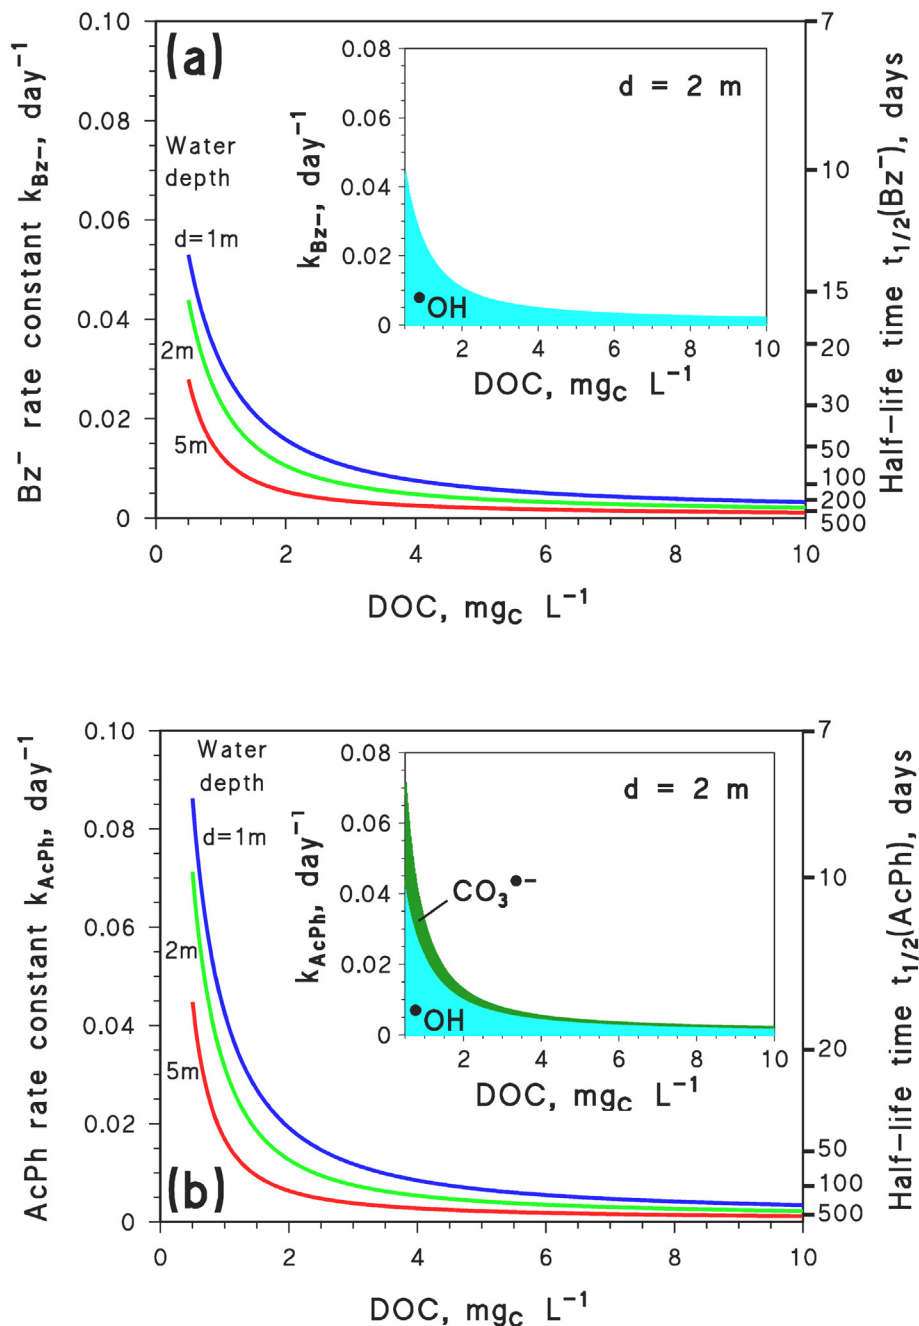 (a)
Bz⁻ rate constant k_Bz−, day⁻¹
0.10
0.08
0.06
0.04
0.02
0
Water
depth
d=1m
2m
5m
0 2 4 6 8 10
DOC, mg_C L⁻¹
Half−life time t_1/2(Bz⁻), days
7
10
15
20
30
50
100
200
500
d = 2 m
k_Bz−, day⁻¹
0.08
0.06
0.04
0.02
0
•OH
2 4 6 8 10
DOC, mg_C L⁻¹
(b)
AcPh rate constant k_AcPh, day⁻¹
0.10
0.08
0.06
0.04
0.02
0
Water
depth
d=1m
2m
5m
0 2 4 6 8 10
DOC, mg_C L⁻¹
Half−life time t_1/2(AcPh), days
7
10
20
50
100
500
d = 2 m
k_AcPh, day⁻¹
0.08
0.06
0.04
0.02
0
CO₃•−
•OH
2 4 6 8 10
DOC, mg_C L⁻¹